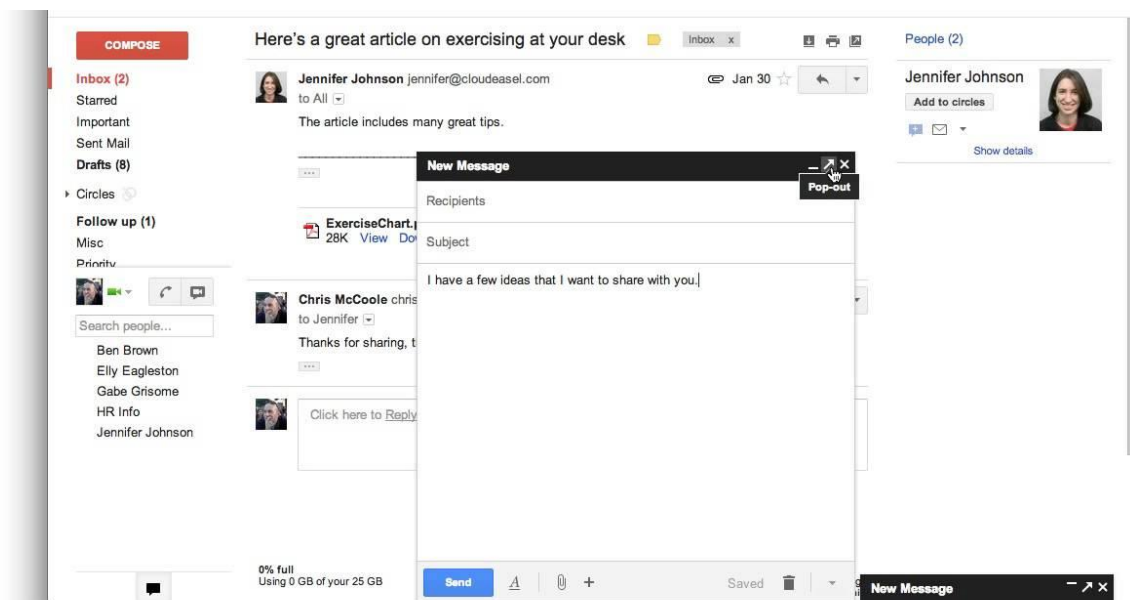 COMPOSE
Inbox (2)
Starred
Important
Sent Mail
Drafts (8)
Circles
Follow up (1)
Misc
Priority
Search people...
Ben Brown
Elly Eagleston
Gabe Grisome
HR Info
Jennifer Johnson
Here's a great article on exercising at your desk
Inbox x
Jennifer Johnson jennifer@cloudeasel.com
Jan 30
to All
The article includes many great tips.
ExerciseChart.
28K View
Chris McCoole chris
to Jennifer
Thanks for sharing,
Click here to Reply
0% full
Using 0 GB of your 25 GB
New Message
Pop-out
Recipients
Subject
I have a few ideas that I want to share with you.
Send
Saved
People (2)
Jennifer Johnson
Add to circles
Show details
New Message